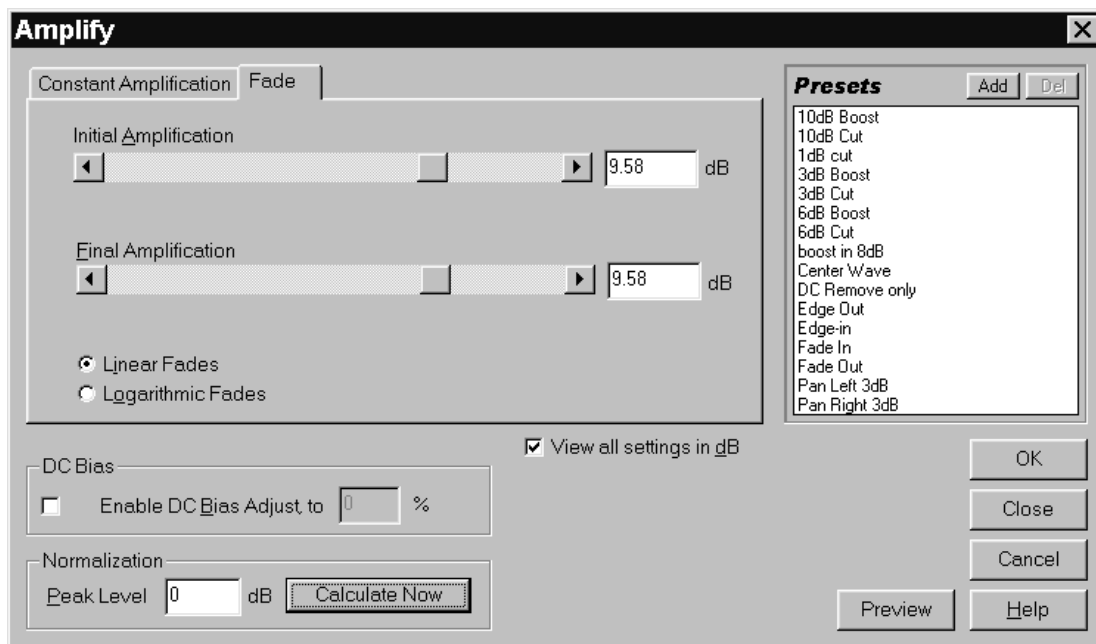 Amplify
Constant Amplification
Fade
Initial Amplification
9.58
dB
Final Amplification
9.58
dB
Linear Fades
Logarithmic Fades
Presets
Add
Del
10dB Boost
10dB Cut
1dB cut
3dB Boost
3dB Cut
6dB Boost
6dB Cut
boost in 8dB
Center Wave
DC Remove only
Edge Out
Edge-in
Fade In
Fade Out
Pan Left 3dB
Pan Right 3dB
View all settings in dB
DC Bias
Enable DC Bias Adjust, to 0 %
Normalization
Peak Level 0 dB Calculate Now
OK
Close
Cancel
Preview
Help